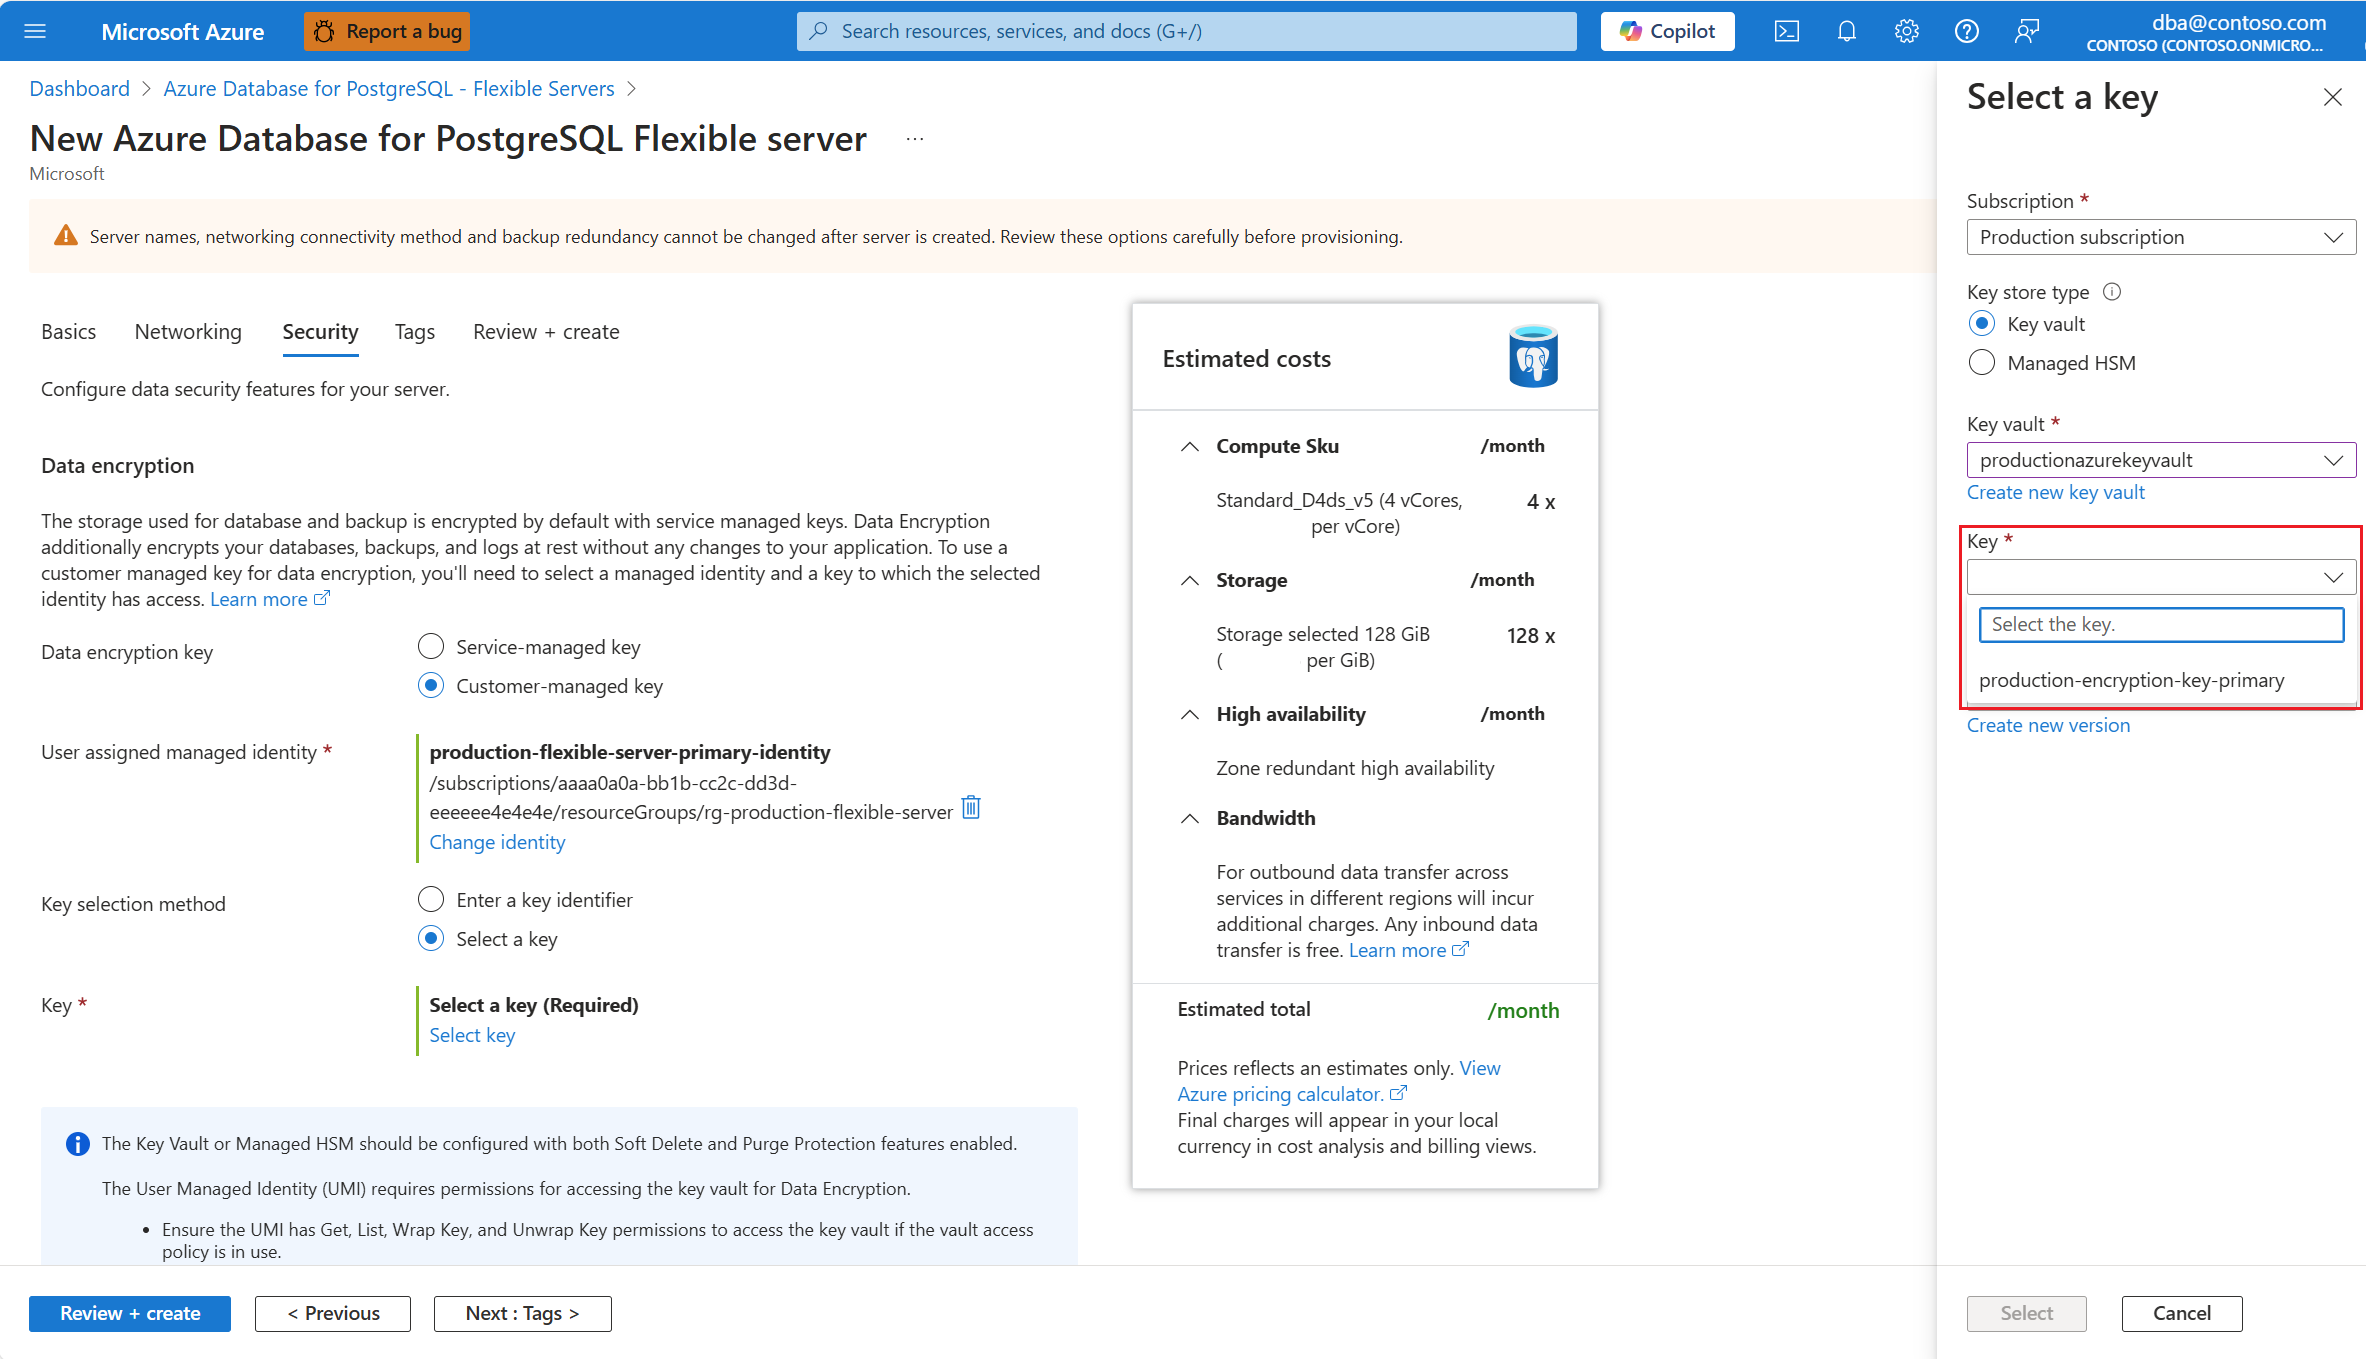 Microsoft Azure
Report a bug
Search resources, services, and docs (G+/)
Copilot
dba@contoso.com
CONTOSO (CONTOSO.ONMICRO...
Dashboard > Azure Database for PostgreSQL - Flexible Servers >
New Azure Database for PostgreSQL Flexible server ...
Microsoft
Server names, networking connectivity method and backup redundancy cannot be changed after server is created. Review these options carefully before provisioning.
Basics
Networking
Security
Tags
Review + create
Configure data security features for your server.
Data encryption
The storage used for database and backup is encrypted by default with service managed keys. Data Encryption
additionally encrypts your databases, backups, and logs at rest without any changes to your application. To use a
customer managed key for data encryption, you'll need to select a managed identity and a key to which the selected
identity has access. Learn more
Data encryption key
Service-managed key
Customer-managed key
User assigned managed identity *
production-flexible-server-primary-identity
/subscriptions/aaaa0a0a-bb1b-cc2c-dd3d-
eeeeee4e4e4e/resourceGroups/rg-production-flexible-server
Change identity
Key selection method
Enter a key identifier
Select a key
Key *
Select a key (Required)
Select key
The Key Vault or Managed HSM should be configured with both Soft Delete and Purge Protection features enabled.
The User Managed Identity (UMI) requires permissions for accessing the key vault for Data Encryption.
• Ensure the UMI has Get, List, Wrap Key, and Unwrap Key permissions to access the key vault if the vault access
policy is in use.
Review + create
< Previous
Next : Tags >
Estimated costs
Compute Sku /month
Standard_D4ds_v5 (4 vCores, 4 x
per vCore)
Storage /month
Storage selected 128 GiB 128 x
( per GiB)
High availability /month
Zone redundant high availability
Bandwidth
For outbound data transfer across
services in different regions will incur
additional charges. Any inbound data
transfer is free. Learn more
Estimated total /month
Prices reflects an estimates only. View
Azure pricing calculator.
Final charges will appear in your local
currency in cost analysis and billing views.
Select a key
Subscription *
Production subscription
Key store type
Key vault
Managed HSM
Key vault *
productionazurekeyvault
Create new key vault
Key *
Select the key.
production-encryption-key-primary
Create new version
Select
Cancel